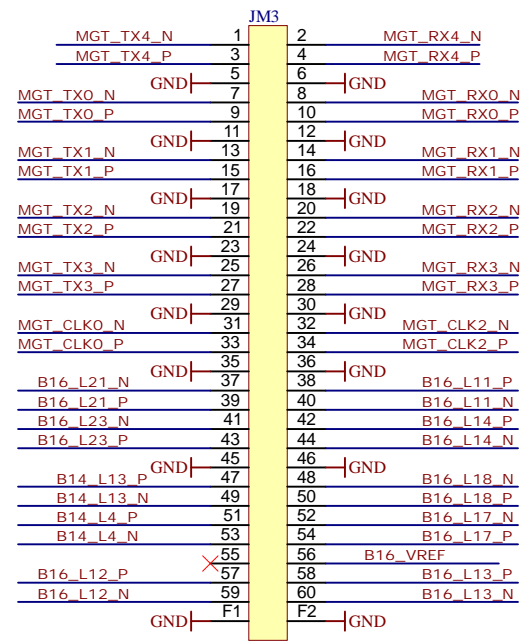 JM3
MGT_TX4_N 1 2 MGT_RX4_N
MGT_TX4_P 3 4 MGT_RX4_P
GND 5 6 GND
MGT_TX0_N 7 8 MGT_RX0_N
MGT_TX0_P 9 10 MGT_RX0_P
GND 11 12 GND
MGT_TX1_N 13 14 MGT_RX1_N
MGT_TX1_P 15 16 MGT_RX1_P
GND 17 18 GND
MGT_TX2_N 19 20 MGT_RX2_N
MGT_TX2_P 21 22 MGT_RX2_P
GND 23 24 GND
MGT_TX3_N 25 26 MGT_RX3_N
MGT_TX3_P 27 28 MGT_RX3_P
GND 29 30 GND
MGT_CLK0_N 31 32 MGT_CLK2_N
MGT_CLK0_P 33 34 MGT_CLK2_P
GND 35 36 GND
B16_L21_N 37 38 B16_L11_P
B16_L21_P 39 40 B16_L11_N
B16_L23_N 41 42 B16_L14_P
B16_L23_P 43 44 B16_L14_N
GND 45 46 GND
B14_L13_P 47 48 B16_L18_N
B14_L13_N 49 50 B16_L18_P
B14_L4_P 51 52 B16_L17_N
B14_L4_N 53 54 B16_L17_P
55 56 B16_VREF
B16_L12_P 57 58 B16_L13_P
B16_L12_N 59 60 B16_L13_N
GND F1 F2 GND